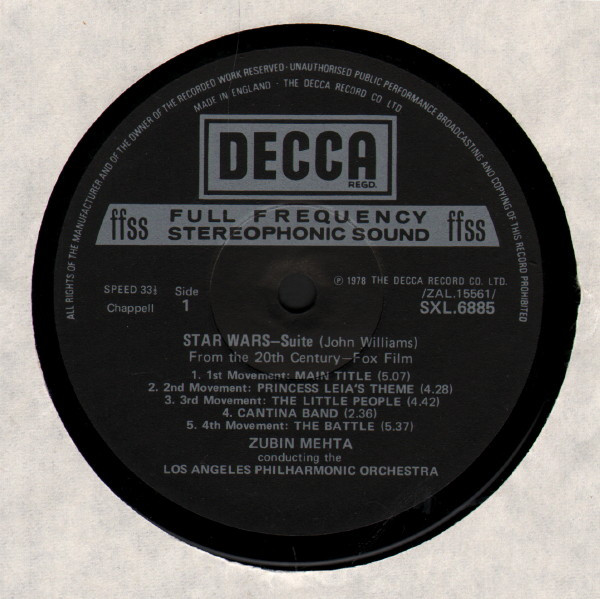 ALL RIGHTS OF THE MANUFACTURER AND OF THE OWNER OF THE RECORDED WORK RESERVED · UNAUTHORISED PUBLIC PERFORMANCE BROADCASTING AND COPYING OF THIS RECORD PROHIBITED
MADE IN ENGLAND · THE DECCA RECORD CO LTD
DECCA
REGD.
ffss FULL FREQUENCY STEREOPHONIC SOUND ffss
℗ 1978 THE DECCA RECORD CO. LTD.
SPEED 33⅓ Side /ZAL.15561/
Chappell 1 SXL.6885
STAR WARS—Suite (John Williams)
From the 20th Century—Fox Film
1. 1st Movement: MAIN TITLE (5.07)
2. 2nd Movement: PRINCESS LEIA'S THEME (4.28)
3. 3rd Movement: THE LITTLE PEOPLE (4.42)
4. CANTINA BAND (2.36)
5. 4th Movement: THE BATTLE (5.37)
ZUBIN MEHTA
conducting the
LOS ANGELES PHILHARMONIC ORCHESTRA